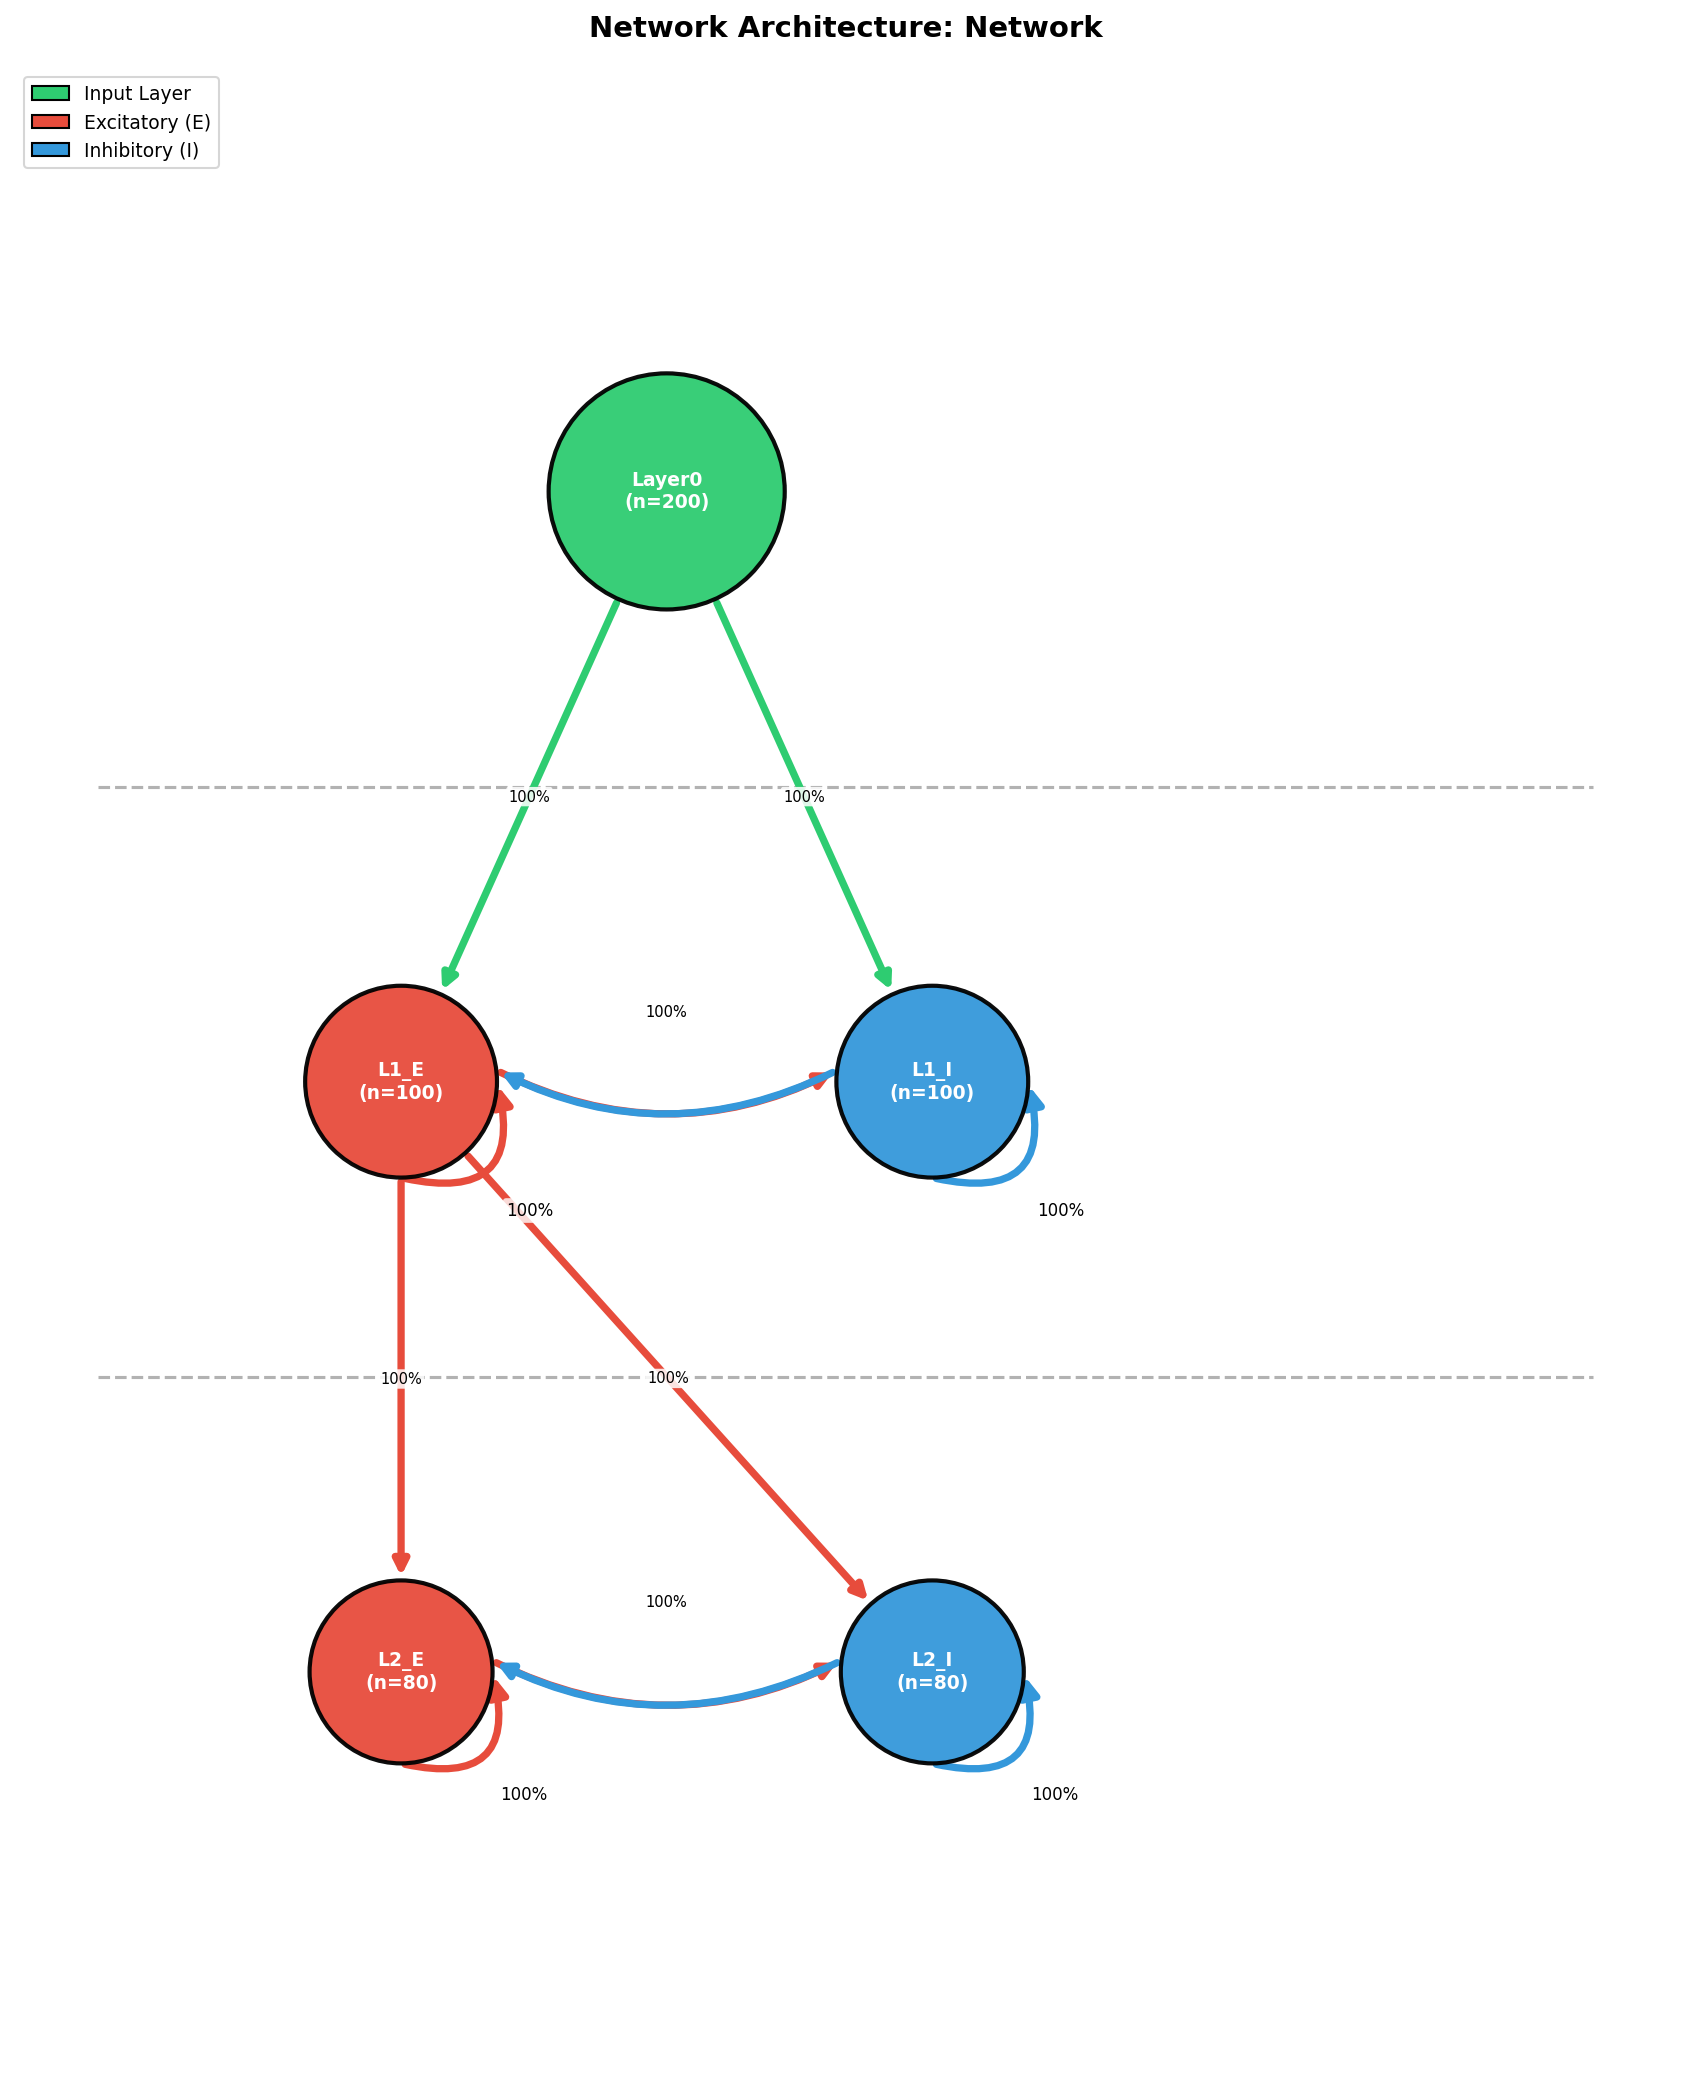 Network Architecture: Network
Input Layer
Excitatory (E)
Inhibitory (I)
Layer0
(n=200)
100%
100%
100%
L1_E
(n=100)
L1_I
(n=100)
100%
100%
100%
100%
100%
L2_E
(n=80)
L2_I
(n=80)
100%
100%